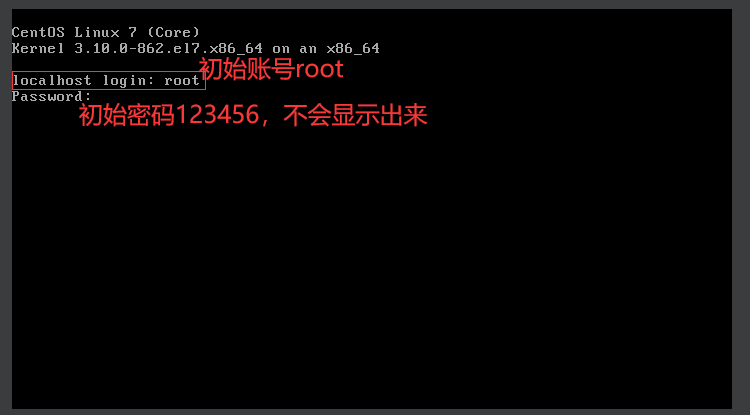 CentOS Linux 7 (Core)
Kernel 3.10.0-862.el7.x86_64 on an x86_64
初始账号root
localhost login: root
Password:
初始密码123456，不会显示出来